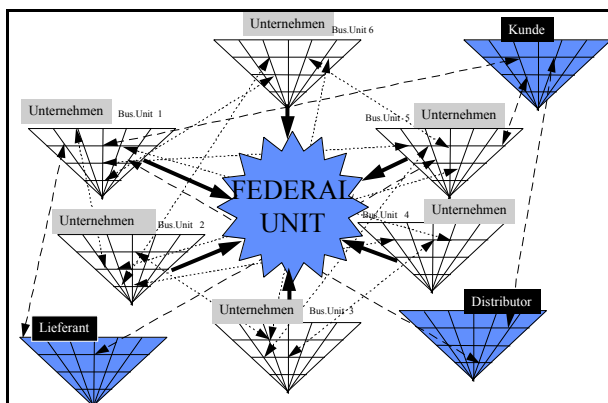 Unternehmen
Bus.Unit 6
Kunde
Unternehmen
Bus.Unit 1
Bus.Unit 5
Unternehmen
FEDERAL
UNIT
Unternehmen
Bus.Unit 2
Bus.Unit 4
Unternehmen
Unternehmen
Bus.Unit 3
Lieferant
Distributor